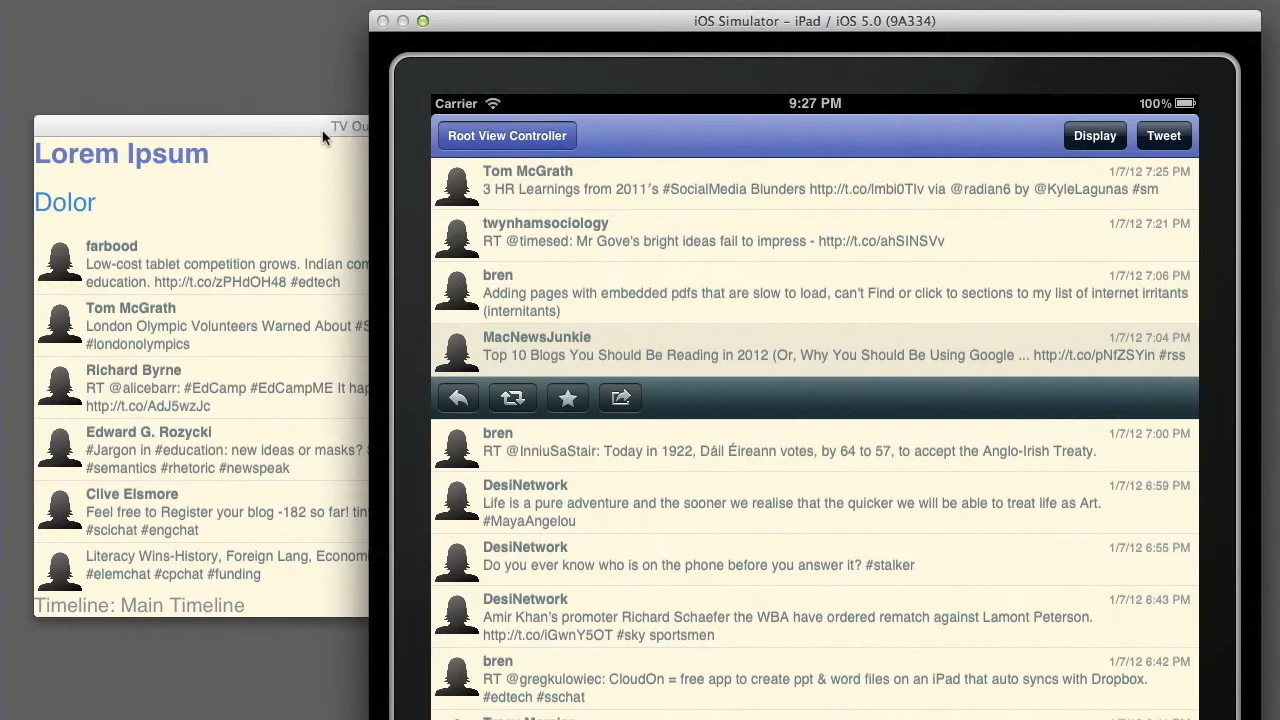 iOS Simulator – iPad / iOS 5.0 (9A334)
Carrier 9:27 PM 100%
Root View Controller Display Tweet
Tom McGrath 1/7/12 7:25 PM
3 HR Learnings from 2011′s #SocialMedia Blunders http://t.co/lmbi0TIv via @radian6 by @KyleLagunas #sm
twynhamsociology 1/7/12 7:21 PM
RT @timesed: Mr Gove's bright ideas fail to impress - http://t.co/ahSINSVv
bren 1/7/12 7:06 PM
Adding pages with embedded pdfs that are slow to load, can't Find or click to sections to my list of internet irritants
(internitants)
MacNewsJunkie 1/7/12 7:04 PM
Top 10 Blogs You Should Be Reading in 2012 (Or, Why You Should Be Using Google ... http://t.co/pNfZSYin #rss
bren 1/7/12 7:00 PM
RT @InniuSaStair: Today in 1922, Dáil Éireann votes, by 64 to 57, to accept the Anglo-Irish Treaty.
DesiNetwork 1/7/12 6:59 PM
Life is a pure adventure and the sooner we realise that the quicker we will be able to treat life as Art.
#MayaAngelou
DesiNetwork 1/7/12 6:55 PM
Do you ever know who is on the phone before you answer it? #stalker
DesiNetwork 1/7/12 6:43 PM
Amir Khan's promoter Richard Schaefer the WBA have ordered rematch against Lamont Peterson.
http://t.co/iGwnY5OT #sky sportsmen
bren 1/7/12 6:42 PM
RT @gregkulowiec: CloudOn = free app to create ppt & word files on an iPad that auto syncs with Dropbox.
#edtech #sschat
TV Ou
Lorem Ipsum
Dolor
farbood
Low-cost tablet competition grows. Indian com
education. http://t.co/zPHdOH48 #edtech
Tom McGrath
London Olympic Volunteers Warned About #S
#londonolympics
Richard Byrne
RT @alicebarr: #EdCamp #EdCampME It hap
http://t.co/AdJ5wzJc
Edward G. Rozycki
#Jargon in #education: new ideas or masks?
#semantics #rhetoric #newspeak
Clive Elsmore
Feel free to Register your blog -182 so far! tin
#scichat #engchat
Literacy Wins-History, Foreign Lang, Econom
#elemchat #cpchat #funding
Timeline: Main Timeline